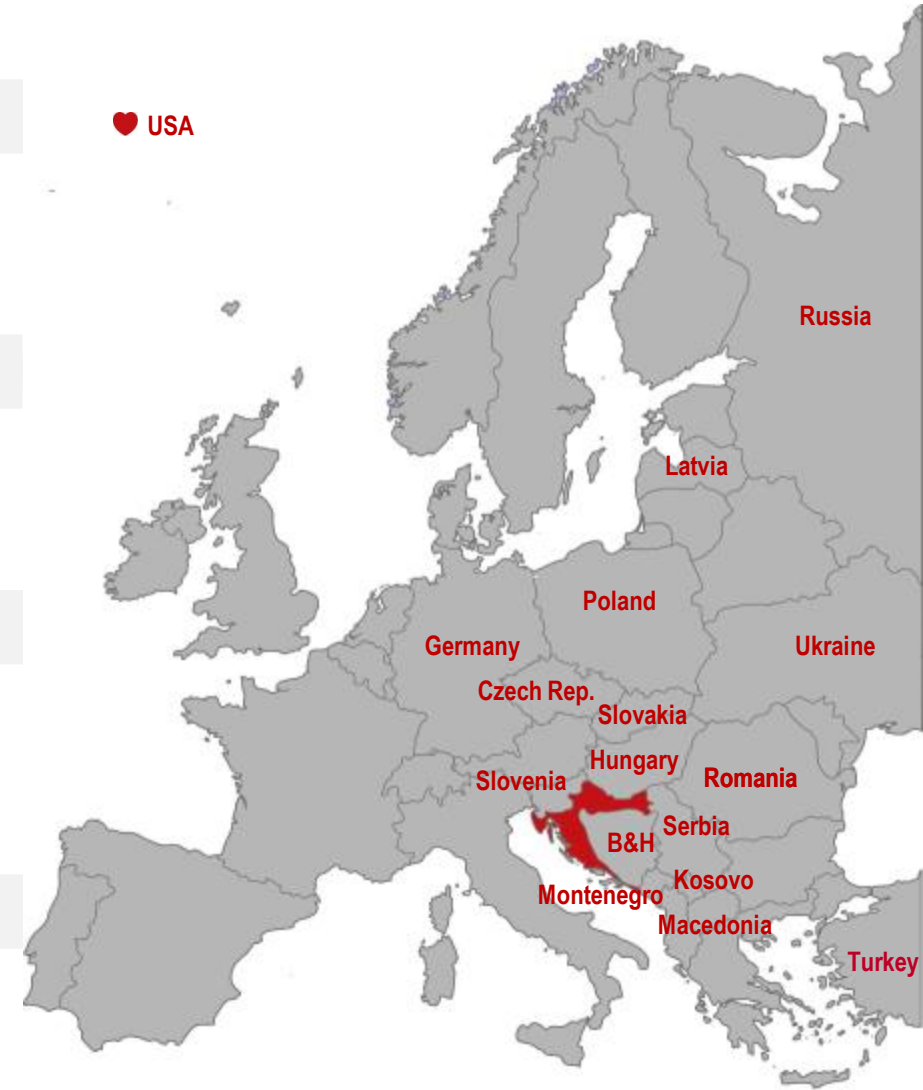 USA
Russia
Latvia
Poland
Germany
Ukraine
Czech Rep.
Slovakia
Hungary
Slovenia
Romania
Serbia
B&H
Kosovo
Montenegro
Macedonia
Turkey